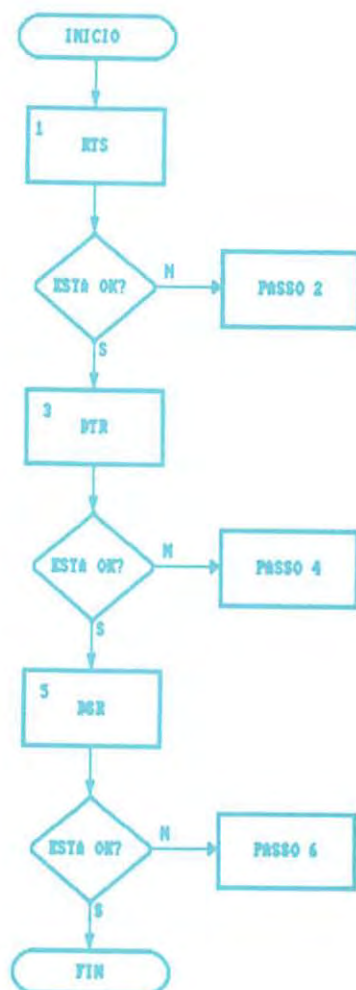 INICIO
1
RTS
ESTA OK?
N
PASSO 2
S
3
DTR
ESTA OK?
N
PASSO 4
S
5
DSR
ESTA OK?
N
PASSO 6
S
FIM